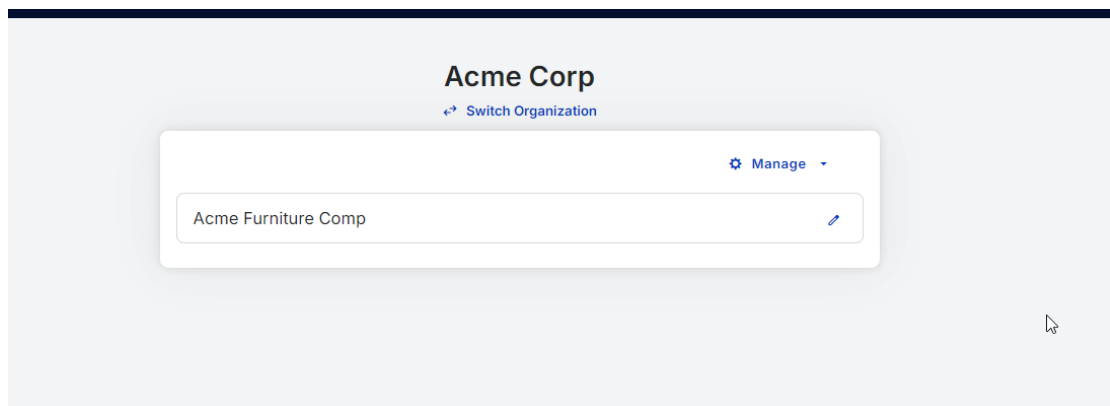 Acme Corp
Switch Organization
Manage
Acme Furniture Comp